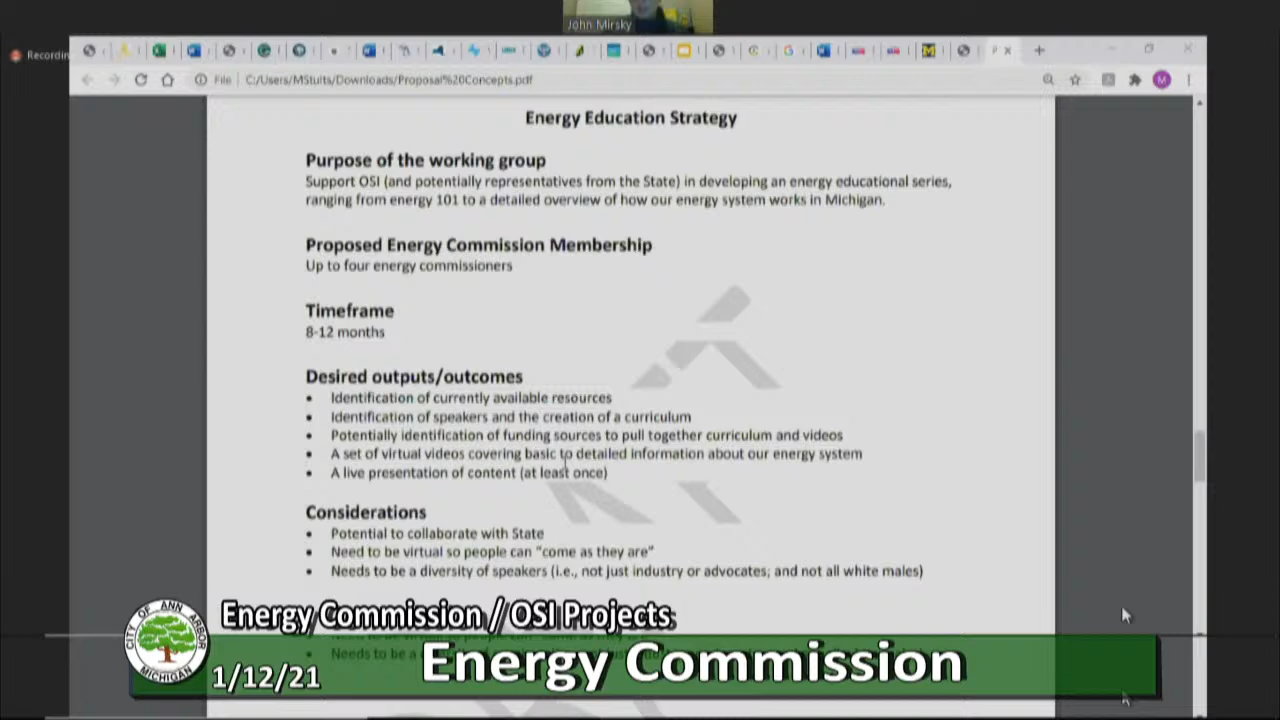 John Mirsky
Recordin
File C:/Users/MStults/Downloads/Proposal%20Concepts.pdf
Energy Education Strategy
Purpose of the working group
Support OSI (and potentially representatives from the State) in developing an energy educational series,
ranging from energy 101 to a detailed overview of how our energy system works in Michigan.
Proposed Energy Commission Membership
Up to four energy commissioners
Timeframe
8-12 months
Desired outputs/outcomes
• Identification of currently available resources
• Identification of speakers and the creation of a curriculum
• Potentially identification of funding sources to pull together curriculum and videos
• A set of virtual videos covering basic to detailed information about our energy system
• A live presentation of content (at least once)
Considerations
• Potential to collaborate with State
• Need to be virtual so people can "come as they are"
• Needs to be a diversity of speakers (i.e., not just industry or advocates; and not all white males)
Energy Commission / OSI Projects
• Needs to be a
CITY OF ANN ARBOR
MICHIGAN
1/12/21
Energy Commission